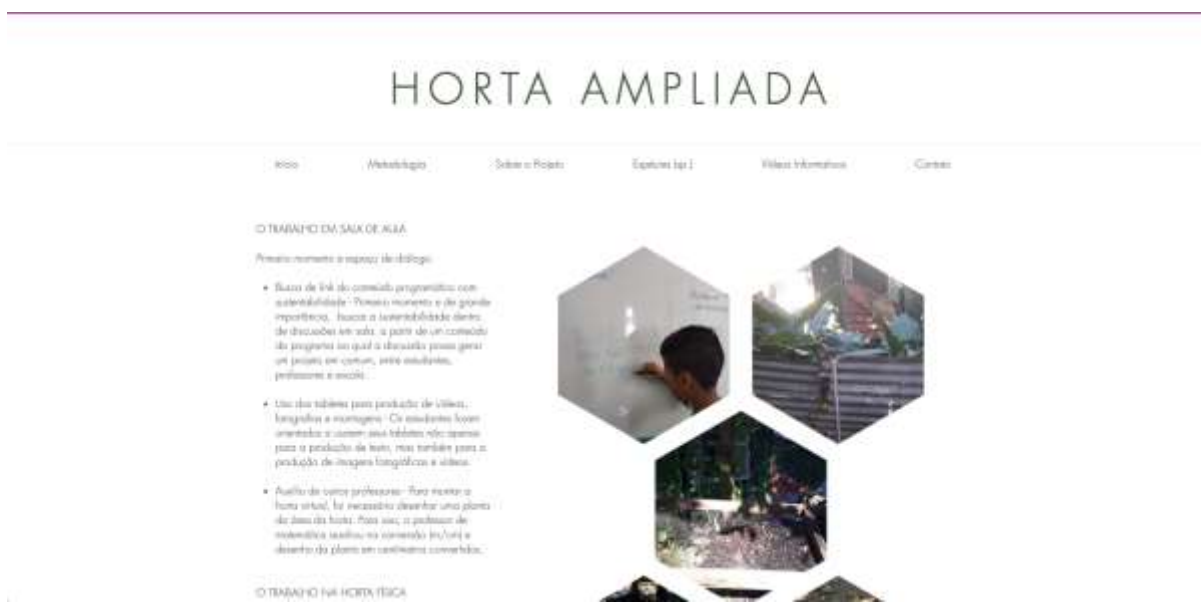 HORTA AMPLIADA
Início Metodologia Sobre o Projeto Espécies (sp.) Vídeos Informativos Contato
O TRABALHO EM SALA DE AULA
Primeiro momento e espaço de diálogo:
Busca de link do conteúdo programático com
sustentabilidade - Primeiro momento e de grande
importância, busca a sustentabilidade dentro
de discussões em sala, a partir de um conteúdo
do programa ao qual a discussão possa gerar
um projeto em comum, entre estudantes,
professores e escola.
Uso dos tablets para produção de Vídeos,
fotografias e montagens - Os estudantes foram
orientados a usarem seus tablets não apenas
para a produção de texto, mas também para a
produção de imagens fotográficas e vídeos.
Auxílio de outros professores - Para montar a
horta virtual, foi necessário desenhar uma planta
da área da horta. Para isso, o professor de
matemática auxiliou na conversão (m/cm) e
desenho da planta em centímetros convertidos.
O TRABALHO NA HORTA FÍSICA